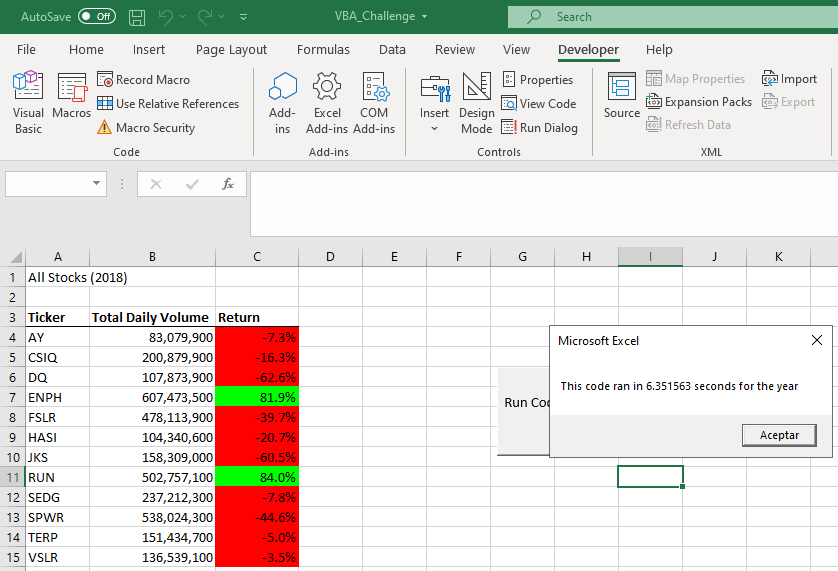 AutoSave Off VBA_Challenge Search
File Home Insert Page Layout Formulas Data Review View Developer Help
Visual Basic
Macros
Record Macro
Use Relative References
Macro Security
Code
Add-ins
Excel Add-ins
COM Add-ins
Add-ins
Insert
Design Mode
Properties
View Code
Run Dialog
Controls
Source
Map Properties
Expansion Packs
Refresh Data
Import
Export
XML
fx
A B C D E F G H I J K
1 All Stocks (2018)
2
3 Ticker Total Daily Volume Return
4 AY 83,079,900 -7.3%
5 CSIQ 200,879,900 -16.3%
6 DQ 107,873,900 -62.6%
7 ENPH 607,473,500 81.9%
8 FSLR 478,113,900 -39.7%
9 HASI 104,340,600 -20.7%
10 JKS 158,309,000 -60.5%
11 RUN 502,757,100 84.0%
12 SEDG 237,212,300 -7.8%
13 SPWR 538,024,300 -44.6%
14 TERP 151,434,700 -5.0%
15 VSLR 136,539,100 -3.5%
Run Cod
Microsoft Excel
This code ran in 6.351563 seconds for the year
Aceptar